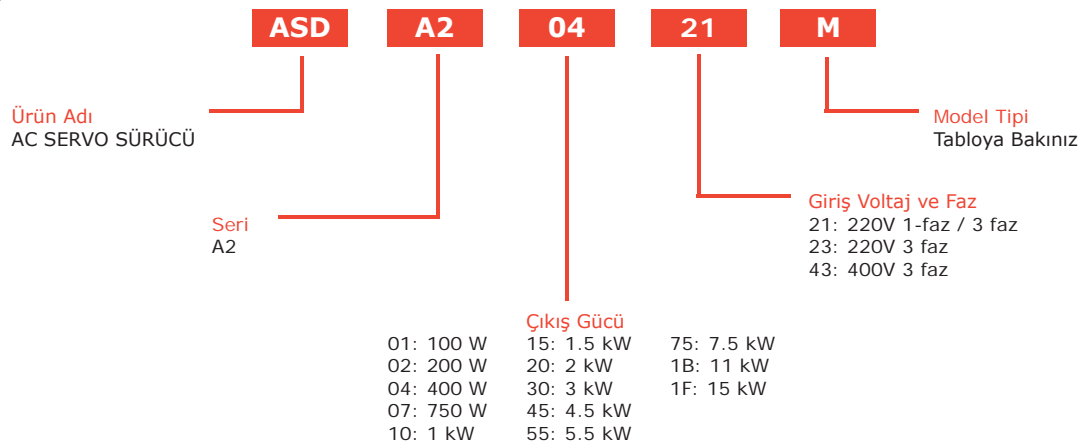 ASD A2 04 21 M
Ürün Adı
AC SERVO SÜRÜCÜ
Model Tipi
Tabloya Bakınız
Seri
A2
Giriş Voltaj ve Faz
21: 220V 1-faz / 3 faz
23: 220V 3 faz
43: 400V 3 faz
Çıkış Gücü
01: 100 W 15: 1.5 kW 75: 7.5 kW
02: 200 W 20: 2 kW 1B: 11 kW
04: 400 W 30: 3 kW 1F: 15 kW
07: 750 W 45: 4.5 kW
10: 1 kW 55: 5.5 kW